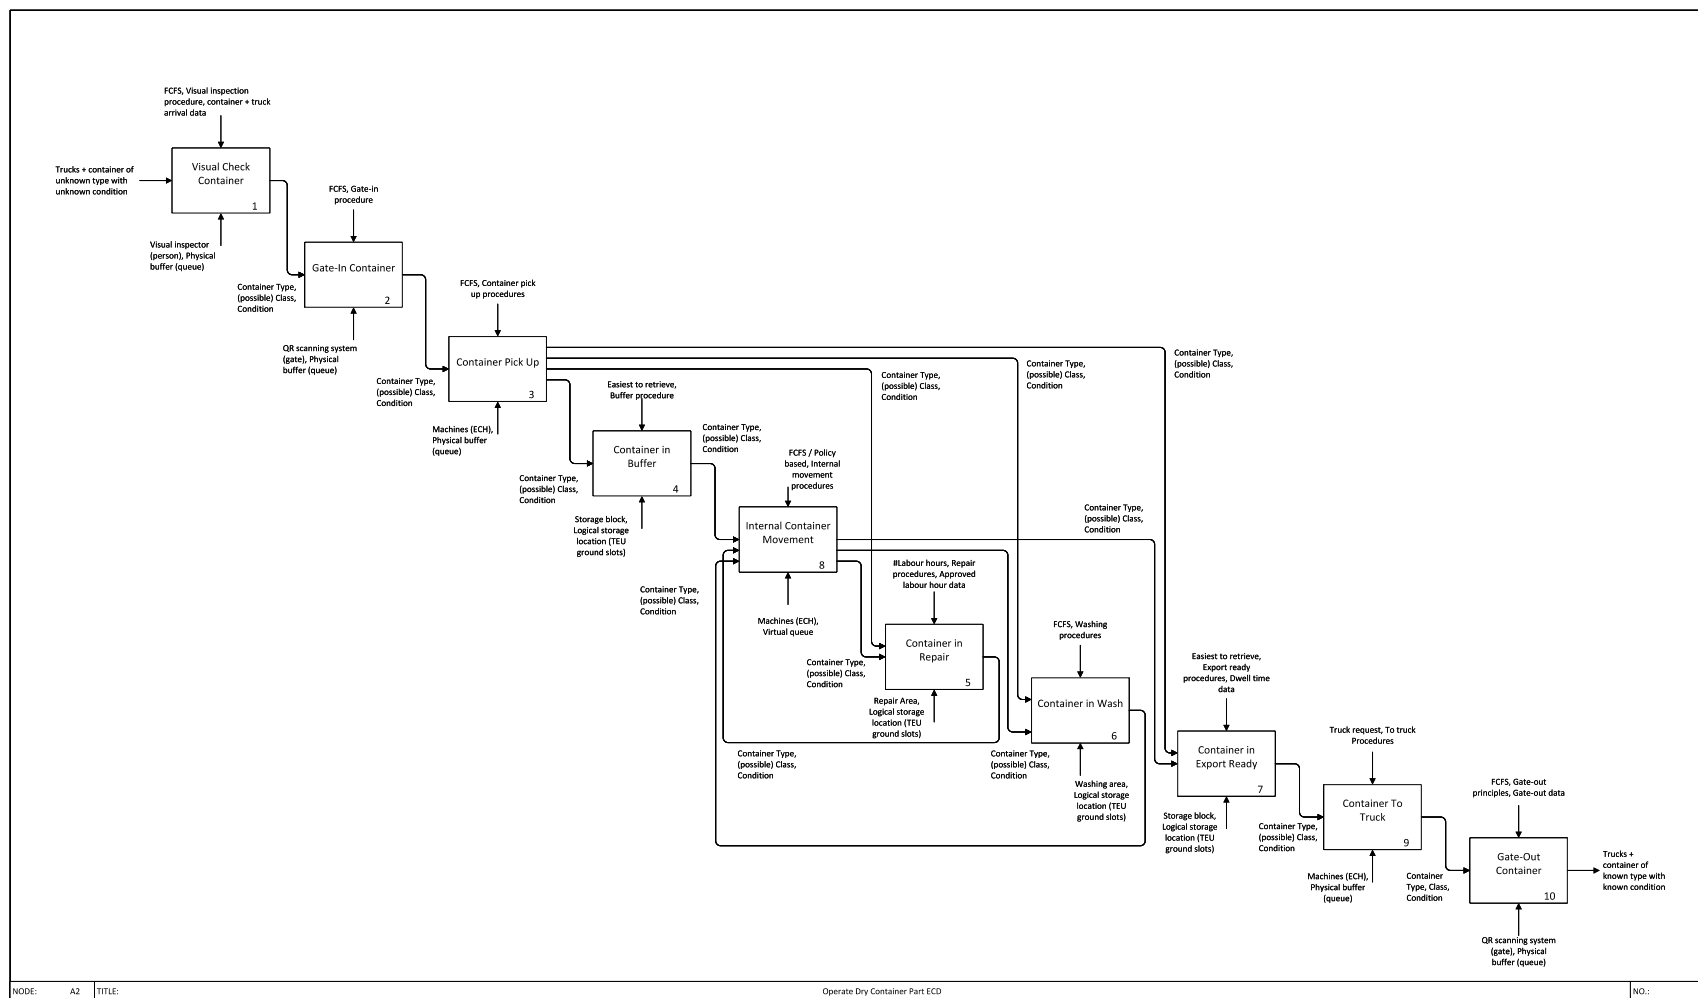 FCFS, Visual inspection
procedure, container + truck
arrival data
Trucks + container of
unknown type with
unknown condition
Visual Check
Container
1
Visual inspector
(person), Physical
buffer (queue)
FCFS, Gate-in
procedure
Container Type,
(possible) Class,
Condition
Gate-In Container
2
QR scanning system
(gate), Physical
buffer (queue)
FCFS, Container pick
up procedures
Container Type,
(possible) Class,
Condition
Container Pick Up
3
Machines (ECH),
Physical buffer
(queue)
Container Type,
(possible) Class,
Condition
Container Type,
(possible) Class,
Condition
Container Type,
(possible) Class,
Condition
Easiest to retrieve,
Buffer procedure
Container Type,
(possible) Class,
Condition
Container in
Buffer
4
Container Type,
(possible) Class,
Condition
Storage block,
Logical storage
location (TEU
ground slots)
FCFS / Policy
based, Internal
movement
procedures
Internal Container
Movement
8
Container Type,
(possible) Class,
Condition
Container Type,
(possible) Class,
Condition
Machines (ECH),
Virtual queue
#Labour hours, Repair
procedures, Approved
labour hour data
Container in
Repair
5
Container Type,
(possible) Class,
Condition
Repair Area,
Logical storage
location (TEU
ground slots)
Container Type,
(possible) Class,
Condition
FCFS, Washing
procedures
Container in Wash
6
Container Type,
(possible) Class,
Condition
Washing area,
Logical storage
location (TEU
ground slots)
Easiest to retrieve,
Export ready
procedures, Dwell time
data
Container in
Export Ready
7
Storage block,
Logical storage
location (TEU
ground slots)
Truck request, To truck
Procedures
Container Type,
(possible) Class,
Condition
Container To
Truck
9
Machines (ECH),
Physical buffer
(queue)
FCFS, Gate-out
principles, Gate-out data
Container
Type, Class,
Condition
Gate-Out
Container
10
Trucks +
container of
known type with
known condition
QR scanning system
(gate), Physical
buffer (queue)
NODE: A2 TITLE: Operate Dry Container Part ECD NO.: